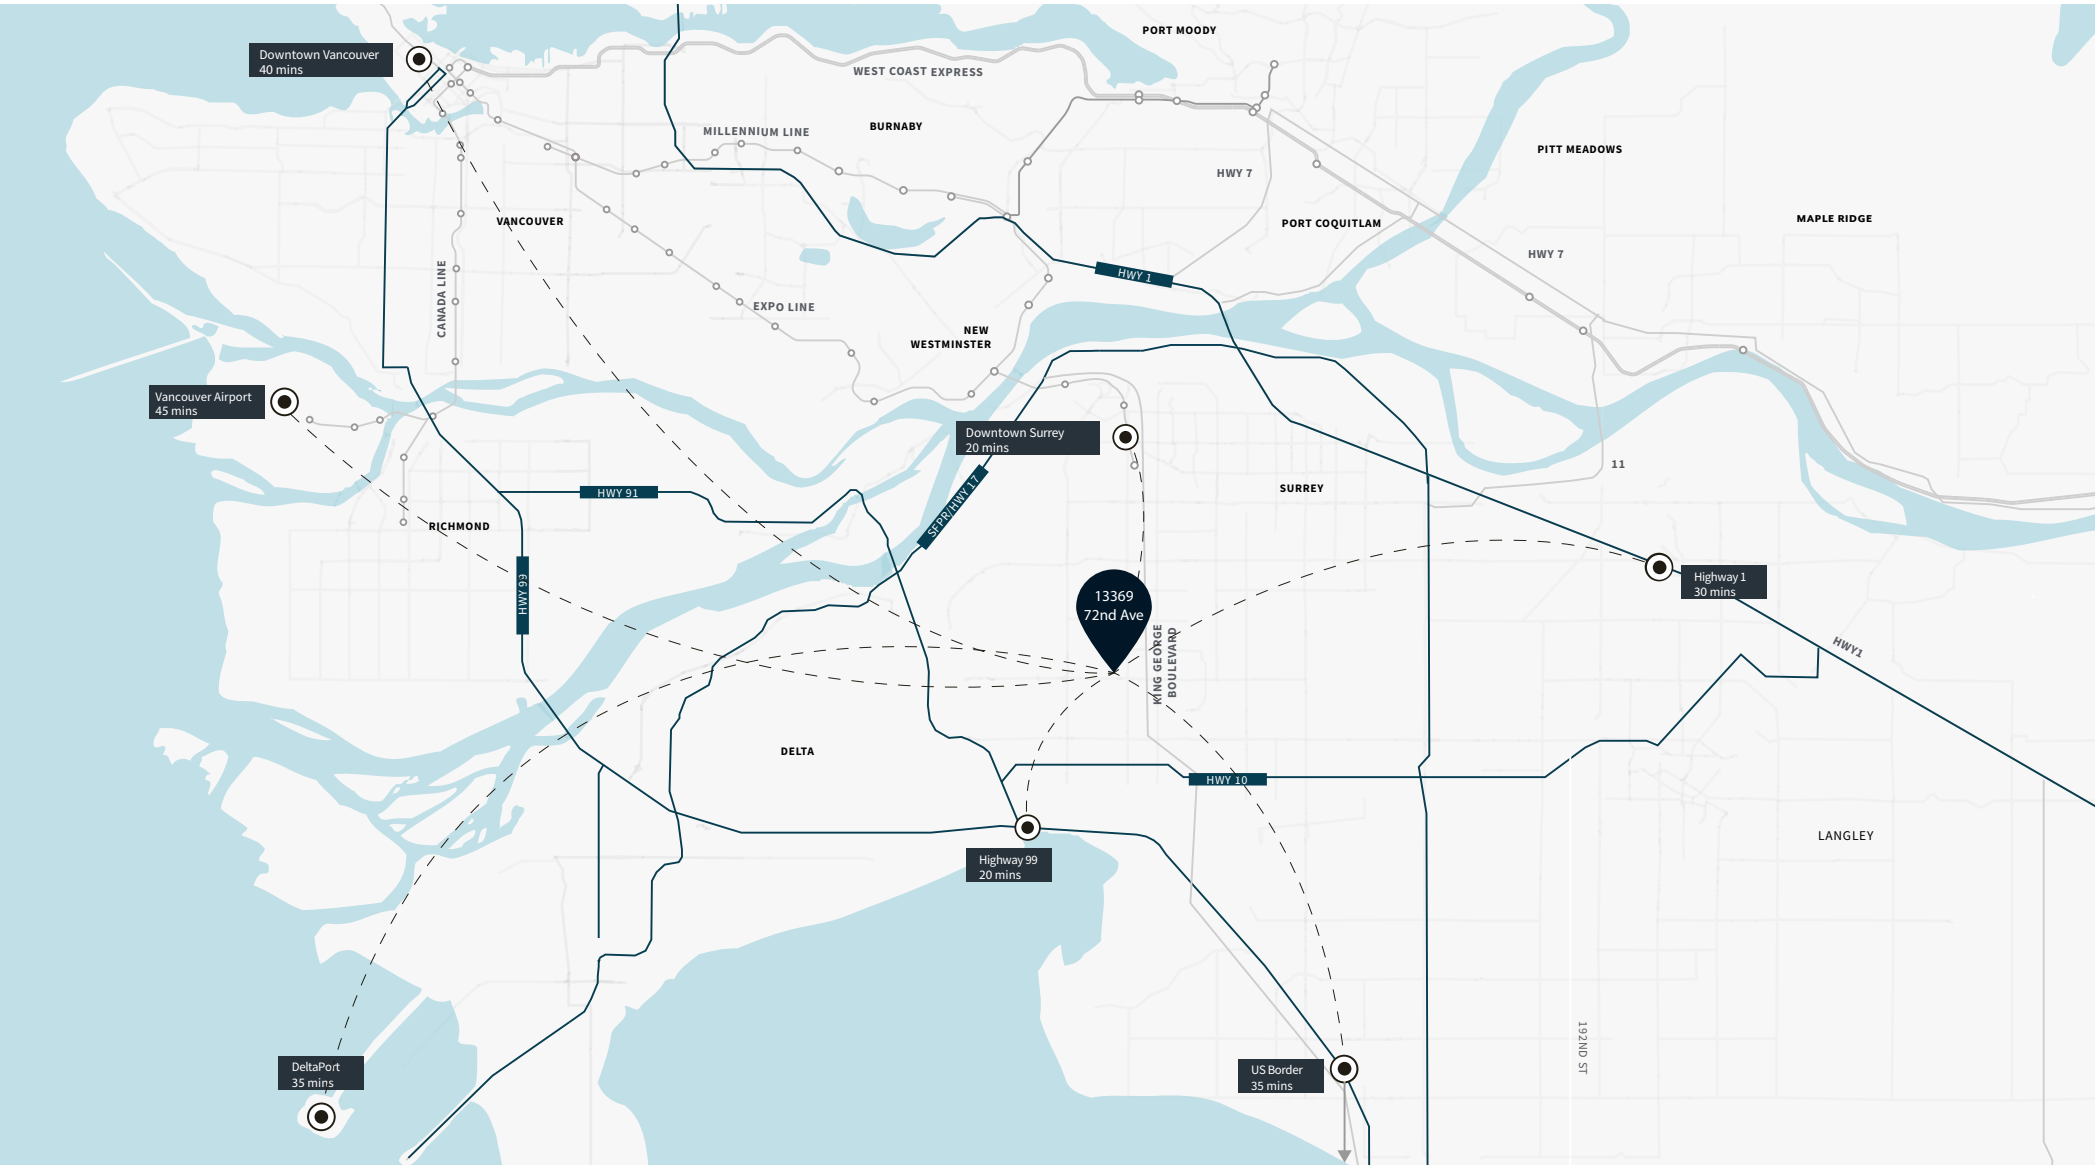 PORT MOODY
Downtown Vancouver
40 mins
WEST COAST EXPRESS
MILLENNIUM LINE
BURNABY
PITT MEADOWS
HWY 7
VANCOUVER
PORT COQUITLAM
MAPLE RIDGE
HWY 7
CANADA LINE
HWY 1
EXPO LINE
NEW
WESTMINSTER
Vancouver Airport
45 mins
Downtown Surrey
20 mins
11
SURREY
HWY 91
SFPR/HWY 17
RICHMOND
HWY 99
Highway 1
30 mins
13369
72nd Ave
KING GEORGE
BOULEVARD
HWY1
DELTA
HWY 10
LANGLEY
Highway 99
20 mins
192ND ST
DeltaPort
35 mins
US Border
35 mins